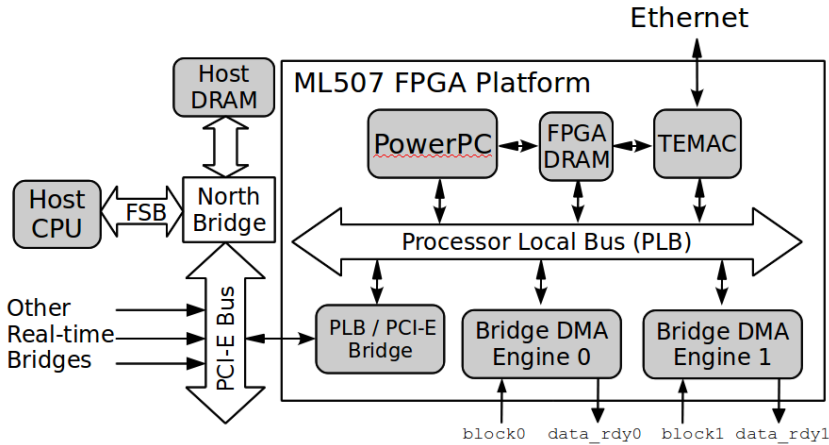 Ethernet
ML507 FPGA Platform
Host
DRAM
PowerPC
FPGA
DRAM
TEMAC
Host
CPU
FSB
North
Bridge
Processor Local Bus (PLB)
Other
Real-time
Bridges
PCI-E Bus
PLB / PCI-E
Bridge
Bridge DMA
Engine 0
Bridge DMA
Engine 1
block0
data_rdy0
block1
data_rdy1